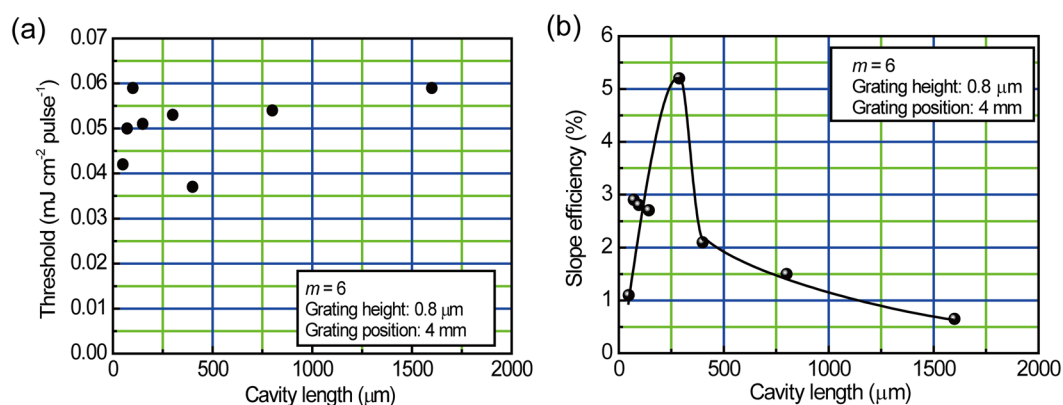 (a)
0.07
0.06
0.05
0.04
0.03
0.02
0.01
0.00
Threshold (mJ cm⁻² pulse⁻¹)
m = 6
Grating height: 0.8 μm
Grating position: 4 mm
0 500 1000 1500 2000
Cavity length (μm)
(b)
6
5
4
3
2
1
0
Slope efficiency (%)
m = 6
Grating height: 0.8 μm
Grating position: 4 mm
0 500 1000 1500 2000
Cavity length (μm)